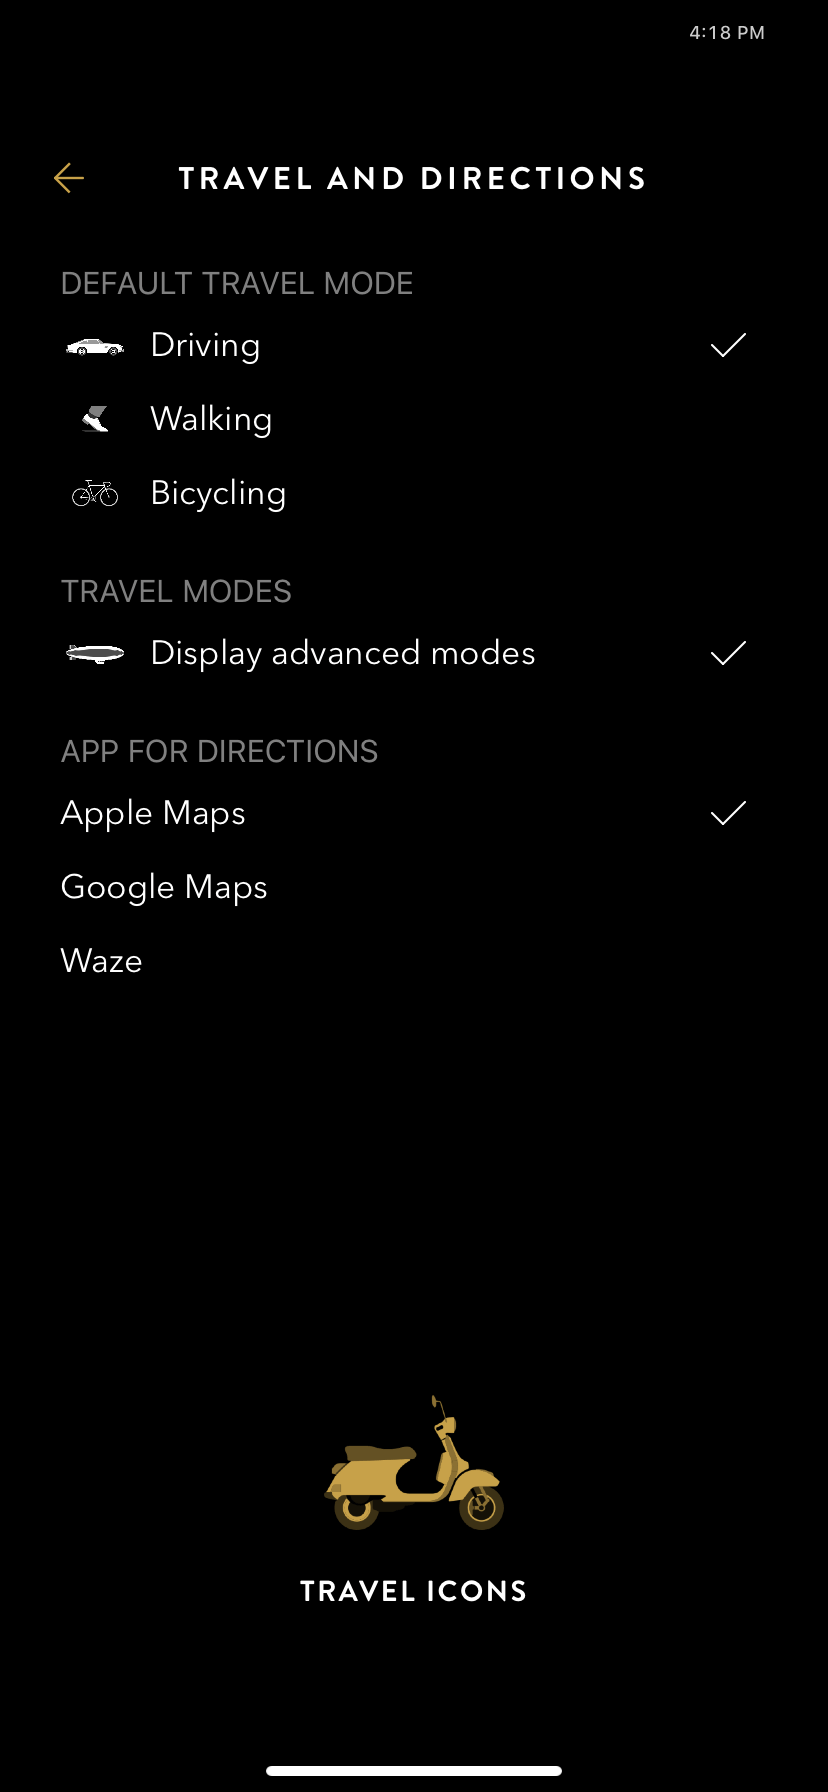 4:18 PM
TRAVEL AND DIRECTIONS
DEFAULT TRAVEL MODE
Driving
Walking
Bicycling
TRAVEL MODES
Display advanced modes
APP FOR DIRECTIONS
Apple Maps
Google Maps
Waze
TRAVEL ICONS